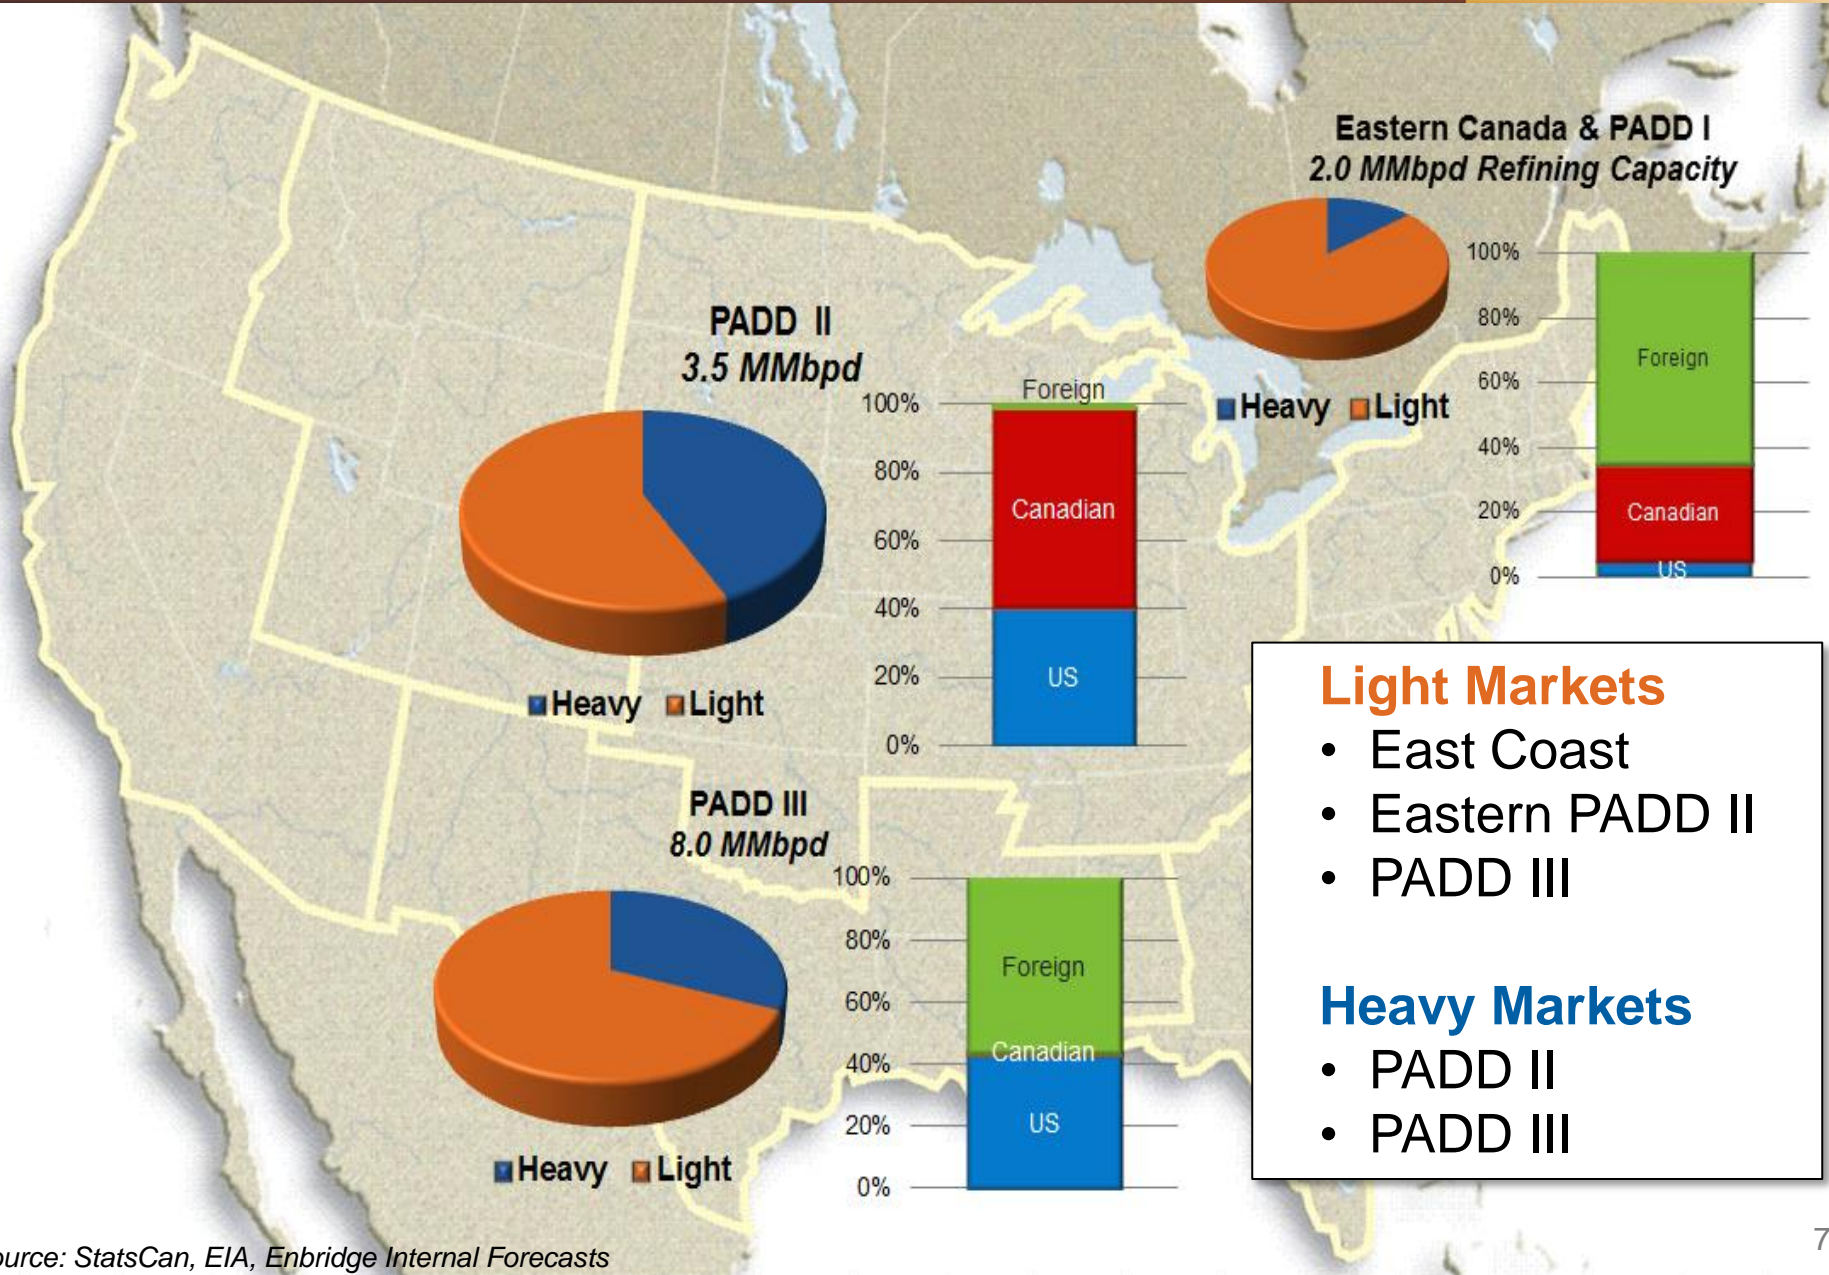 Eastern Canada & PADD I
2.0 MMbpd Refining Capacity
100%
80%
60%
40%
20%
0%
Foreign
Canadian
US
Heavy Light
PADD II
3.5 MMbpd
100%
80%
60%
40%
20%
0%
Foreign
Canadian
US
Heavy Light
PADD III
8.0 MMbpd
100%
80%
60%
40%
20%
0%
Foreign
Canadian
US
Heavy Light
Light Markets
• East Coast
• Eastern PADD II
• PADD III
Heavy Markets
• PADD II
• PADD III
ource: StatsCan, EIA, Enbridge Internal Forecasts
7